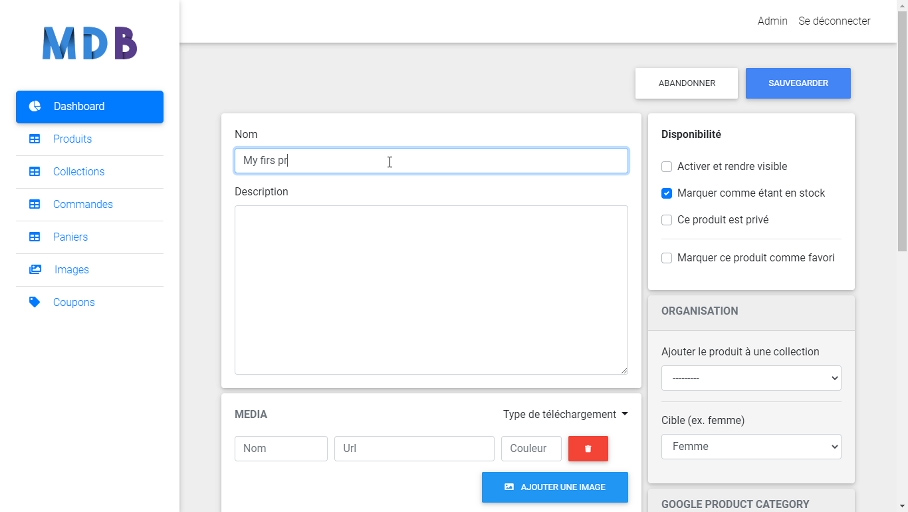 MDB
Admin Se déconnecter
Dashboard
Produits
Collections
Commandes
Paniers
Images
Coupons
ABANDONNER
SAUVEGARDER
Nom
My firs pr
Description
MEDIA
Type de téléchargement
Nom
Url
Couleur
AJOUTER UNE IMAGE
Disponibilité
Activer et rendre visible
Marquer comme étant en stock
Ce produit est privé
Marquer ce produit comme favori
ORGANISATION
Ajouter le produit à une collection
---------
Cible (ex. femme)
Femme
GOOGLE PRODUCT CATEGORY